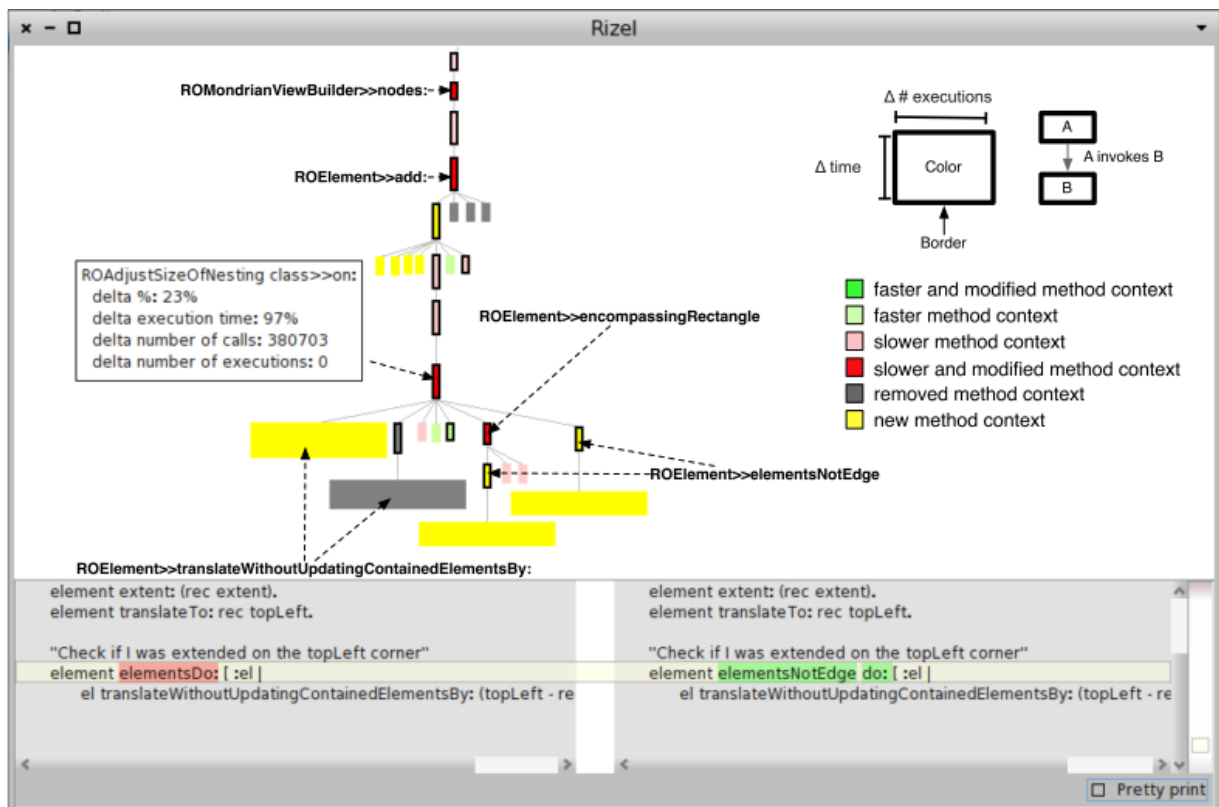 Rizel
ROMondrianViewBuilder>>nodes:
ROElement>>add:
Δ # executions
Δ time
Color
Border
A
A invokes B
B
ROAdjustSizeOfNesting class>>on:
delta %: 23%
delta execution time: 97%
delta number of calls: 380703
delta number of executions: 0
ROElement>>encompassingRectangle
faster and modified method context
faster method context
slower method context
slower and modified method context
removed method context
new method context
ROElement>>elementsNotEdge
ROElement>>translateWithoutUpdatingContainedElementsBy:
element extent: (rec extent).
element translateTo: rec topLeft.
"Check if I was extended on the topLeft corner"
element elementsDo: [ :el |
el translateWithoutUpdatingContainedElementsBy: (topLeft - re
element extent: (rec extent).
element translateTo: rec topLeft.
"Check if I was extended on the topLeft corner"
element elementsNotEdge do: [ :el |
el translateWithoutUpdatingContainedElementsBy: (topLeft - re
Pretty print